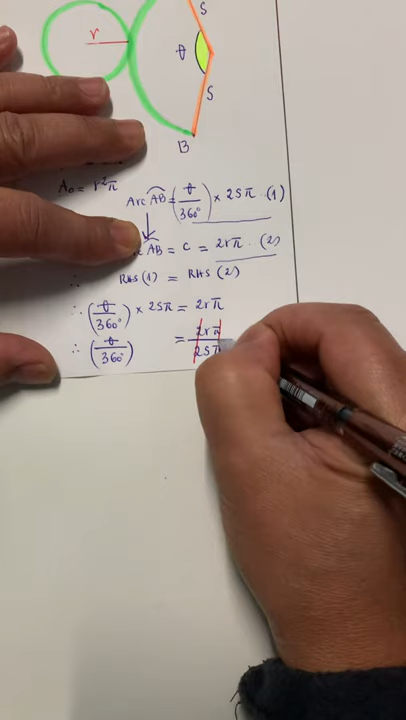 r
S
θ
S
B
A₀ = r²π
Arc AB = (θ/360°) × 2Sπ .(1)
AB = C = 2rπ . (2)
∴ RHS (1) = RHS (2)
∴ (θ/360°) × 2Sπ = 2rπ
∴ (θ/360°) = 2rπ/2Sπ